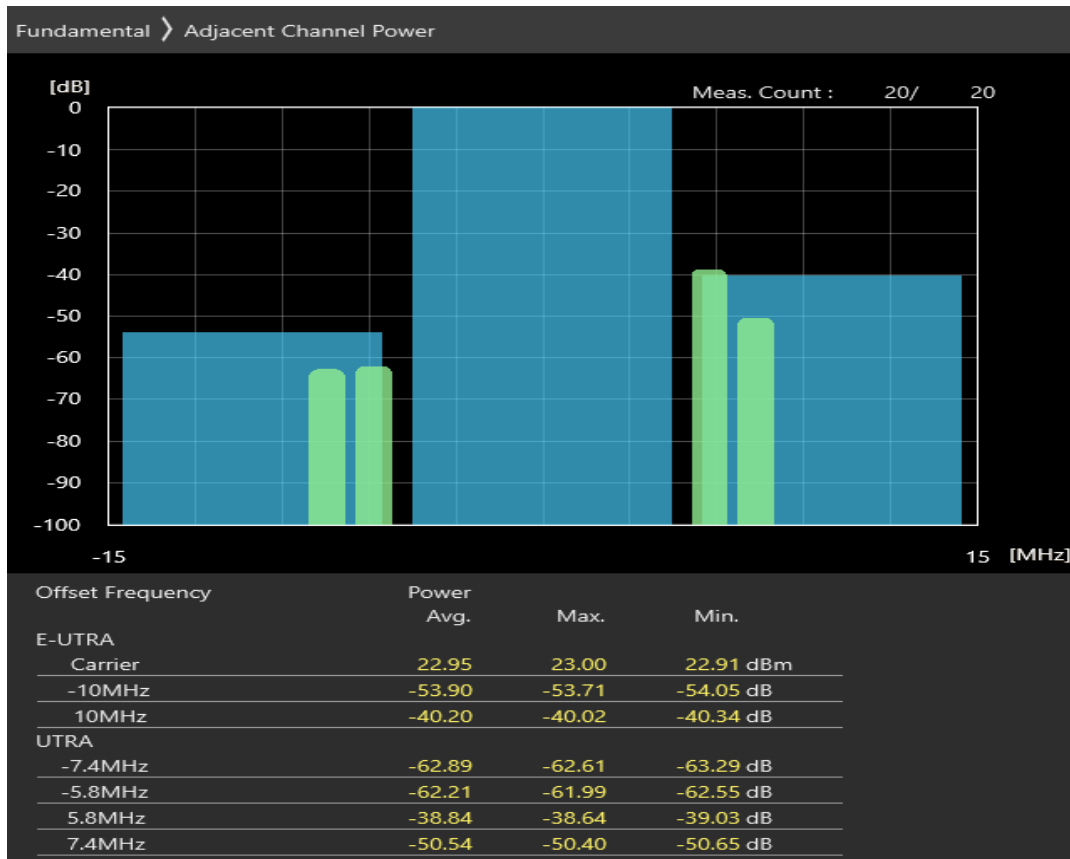 Fundamental ❯ Adjacent Channel Power
[dB]
Meas. Count : 20/ 20
0
-10
-20
-30
-40
-50
-60
-70
-80
-90
-100
-15 15 [MHz]
Offset Frequency Power
Avg. Max. Min.
E-UTRA
Carrier 22.95 23.00 22.91 dBm
-10MHz -53.90 -53.71 -54.05 dB
10MHz -40.20 -40.02 -40.34 dB
UTRA
-7.4MHz -62.89 -62.61 -63.29 dB
-5.8MHz -62.21 -61.99 -62.55 dB
5.8MHz -38.84 -38.64 -39.03 dB
7.4MHz -50.54 -50.40 -50.65 dB